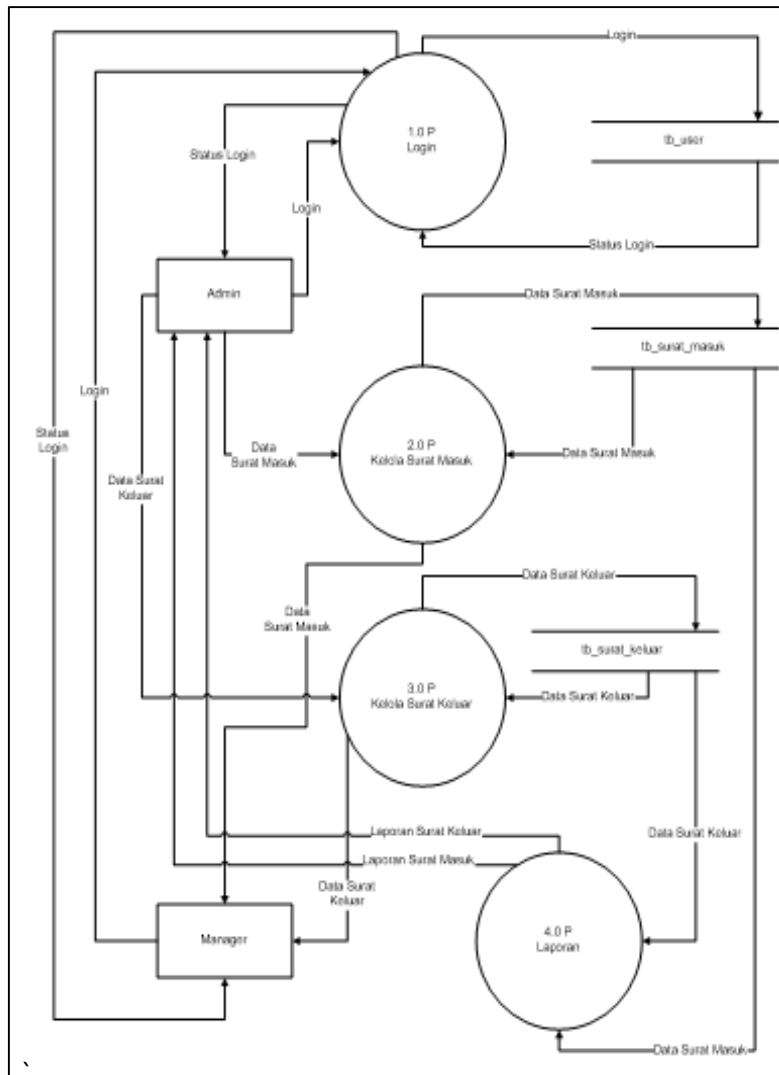 Login
1.0 P
Login
tb_user
Status Login
Login
Status Login
Admin
Data Surat Masuk
tb_surat_masuk
Login
Status
Login
2.0 P
Kelola Surat Masuk
Data
Surat Masuk
Data Surat Masuk
Data Surat
Keluar
Data Surat Keluar
Data
Surat Masuk
tb_surat_keluar
3.0 P
Kelola Surat Keluar
Data Surat Keluar
Laporan Surat Keluar
Data Surat Keluar
Laporan Surat Masuk
Data Surat
Keluar
Manager
4.0 P
Laporan
Data Surat Masuk
`